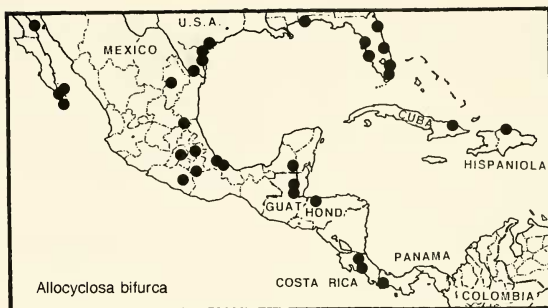 U.S.A.
MEXICO
CUBA
HISPANIOLA
GUAT
HOND.
PANAMA
COSTA RICA
COLOMBIA
Allocyclosa bifurca